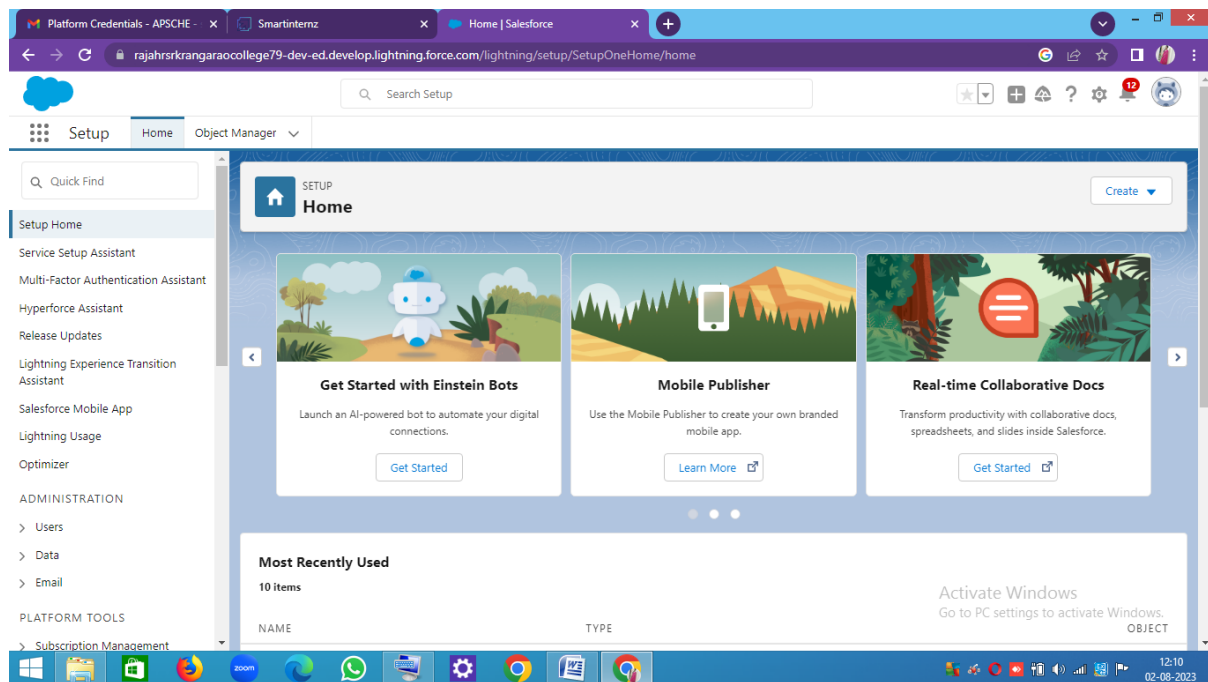 Platform Credentials - APSCHE -
Smartinternz
Home | Salesforce
rajahrsrkrangaraocollege79-dev-ed.develop.lightning.force.com/lightning/setup/SetupOneHome/home
Search Setup
12
Setup
Home
Object Manager
Quick Find
Setup Home
Service Setup Assistant
Multi-Factor Authentication Assistant
Hyperforce Assistant
Release Updates
Lightning Experience Transition
Assistant
Salesforce Mobile App
Lightning Usage
Optimizer
ADMINISTRATION
Users
Data
Email
PLATFORM TOOLS
Subscription Management
SETUP
Home
Create
Get Started with Einstein Bots
Launch an AI-powered bot to automate your digital
connections.
Get Started
Mobile Publisher
Use the Mobile Publisher to create your own branded
mobile app.
Learn More
Real-time Collaborative Docs
Transform productivity with collaborative docs,
spreadsheets, and slides inside Salesforce.
Get Started
Most Recently Used
10 items
NAME
TYPE
OBJECT
Activate Windows
Go to PC settings to activate Windows.
zoom
12:10
02-08-2023